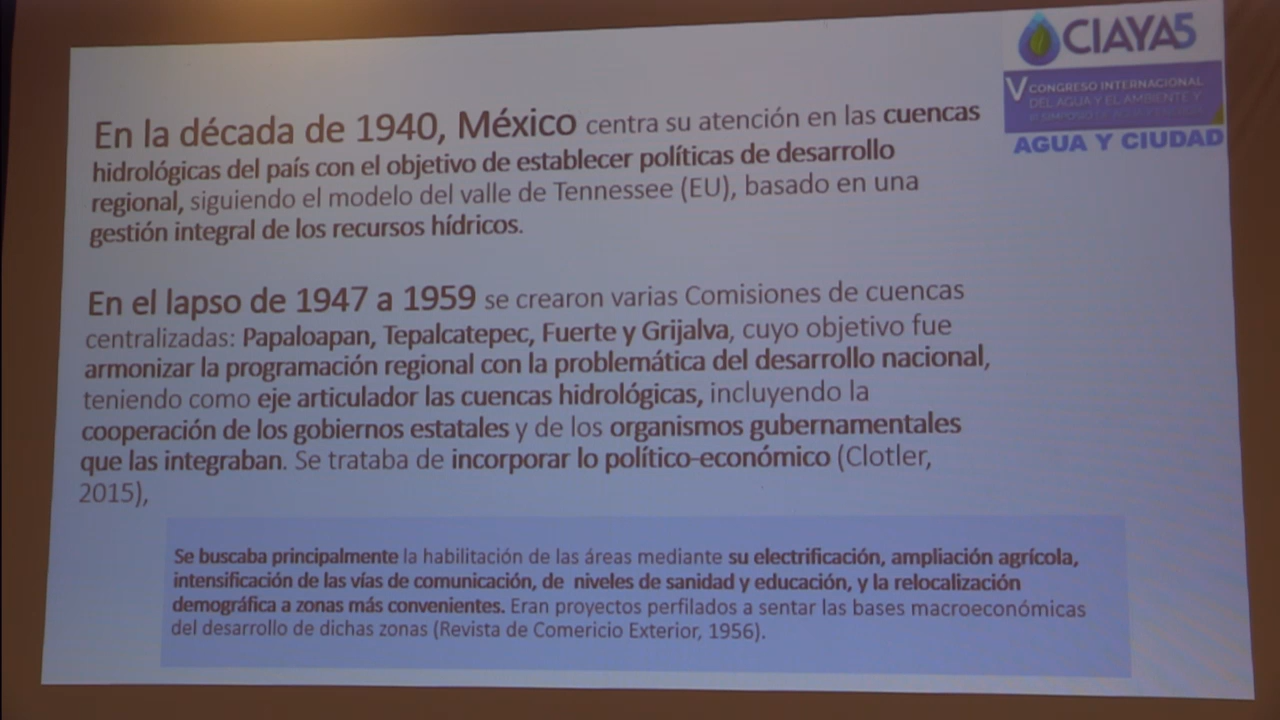 CIAYA5
V CONGRESO INTERNACIONAL
DEL AGUA Y EL AMBIENTE Y
AGUA Y CIUDAD
En la década de 1940, México centra su atención en las cuencas
hidrológicas del país con el objetivo de establecer políticas de desarrollo
regional, siguiendo el modelo del valle de Tennessee (EU), basado en una
gestión integral de los recursos hídricos.
En el lapso de 1947 a 1959 se crearon varias Comisiones de cuencas
centralizadas: Papaloapan, Tepalcatepec, Fuerte y Grijalva, cuyo objetivo fue
armonizar la programación regional con la problemática del desarrollo nacional,
teniendo como eje articulador las cuencas hidrológicas, incluyendo la
cooperación de los gobiernos estatales y de los organismos gubernamentales
que las integraban. Se trataba de incorporar lo político-económico (Clotler,
2015),
Se buscaba principalmente la habilitación de las áreas mediante su electrificación, ampliación agrícola,
intensificación de las vías de comunicación, de niveles de sanidad y educación, y la relocalización
demográfica a zonas más convenientes. Eran proyectos perfilados a sentar las bases macroeconómicas
del desarrollo de dichas zonas (Revista de Comericio Exterior, 1956).